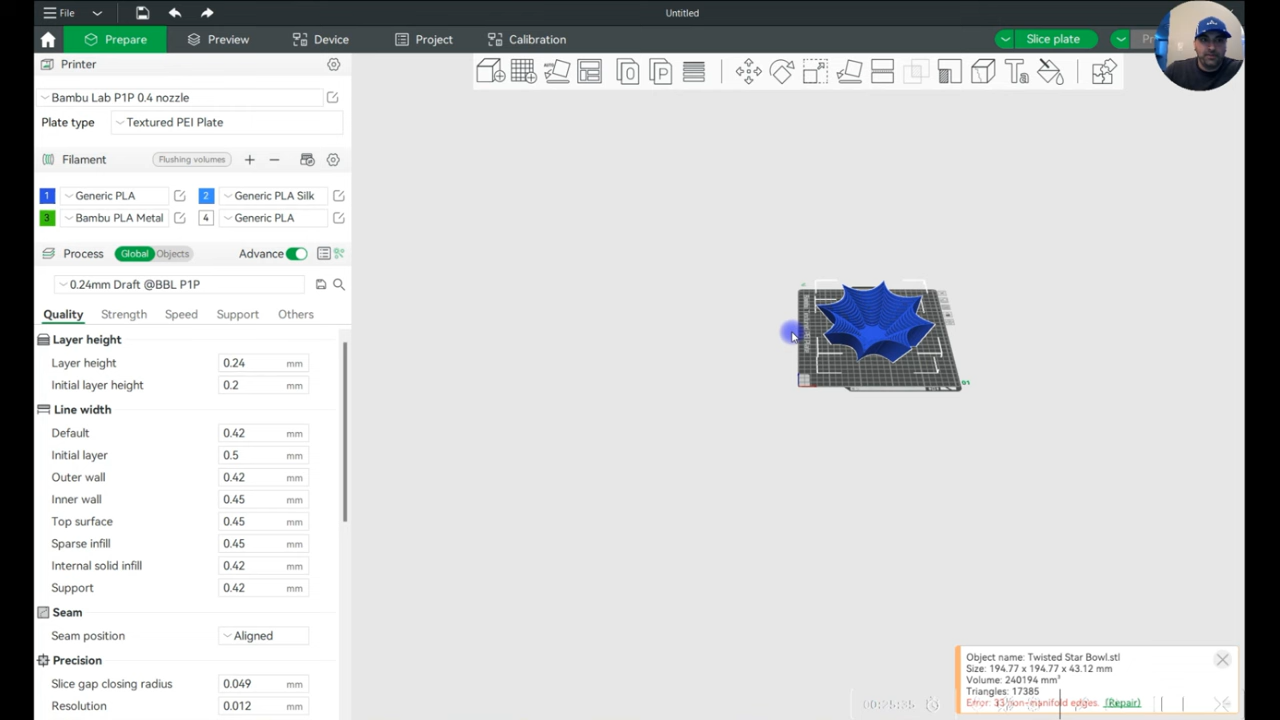 File
Untitled
Prepare
Preview
Device
Project
Calibration
Slice plate
Printer
Bambu Lab P1P 0.4 nozzle
Plate type
Textured PEI Plate
Filament
Flushing volumes
1 Generic PLA
2 Generic PLA Silk
3 Bambu PLA Metal
4 Generic PLA
Process
Global
Objects
Advance
0.24mm Draft @BBL P1P
Quality
Strength
Speed
Support
Others
Layer height
Layer height 0.24 mm
Initial layer height 0.2 mm
Line width
Default 0.42 mm
Initial layer 0.5 mm
Outer wall 0.42 mm
Inner wall 0.45 mm
Top surface 0.45 mm
Sparse infill 0.45 mm
Internal solid infill 0.42 mm
Support 0.42 mm
Seam
Seam position Aligned
Precision
Slice gap closing radius 0.049 mm
Resolution 0.012 mm
01
Object name: Twisted Star Bowl.stl
Size: 194.77 x 194.77 x 43.12 mm
Volume: 240194 mm³
Triangles: 17385
Error: 33 non-manifold edges. (Repair)
00:25:35